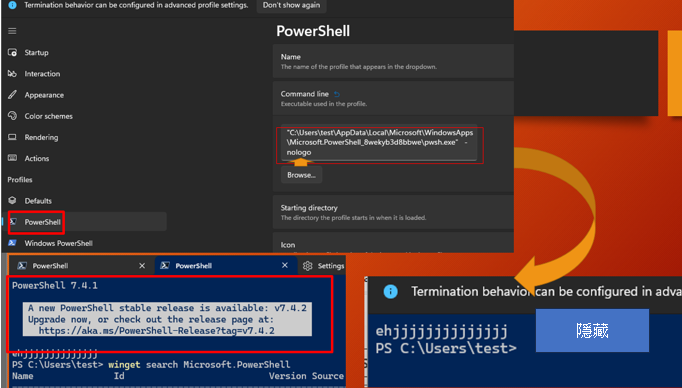 Termination behavior can be configured in advanced profile settings.
Don't show again
Startup
Interaction
Appearance
Color schemes
Rendering
Actions
Profiles
Defaults
PowerShell
Windows PowerShell
PowerShell
Name
The name of the profile that appears in the dropdown.
Command line
Executable used in the profile.
"C:\Users\test\AppData\Local\Microsoft\WindowsApps
\Microsoft.PowerShell_8wekyb3d8bbwe\pwsh.exe" -
nologo
Browse...
Starting directory
The directory the profile starts in when it is loaded.
Icon
PowerShell
PowerShell
Settings
PowerShell 7.4.1
A new PowerShell stable release is available: v7.4.2
Upgrade now, or check out the release page at:
https://aka.ms/PowerShell-Release?tag=v7.4.2
ehjjjjjjjjjjjjj
PS C:\Users\test> winget search Microsoft.PowerShell
Name Id Version Source
Termination behavior can be configured in adva
ehjjjjjjjjjjjjjj
PS C:\Users\test>
隱藏